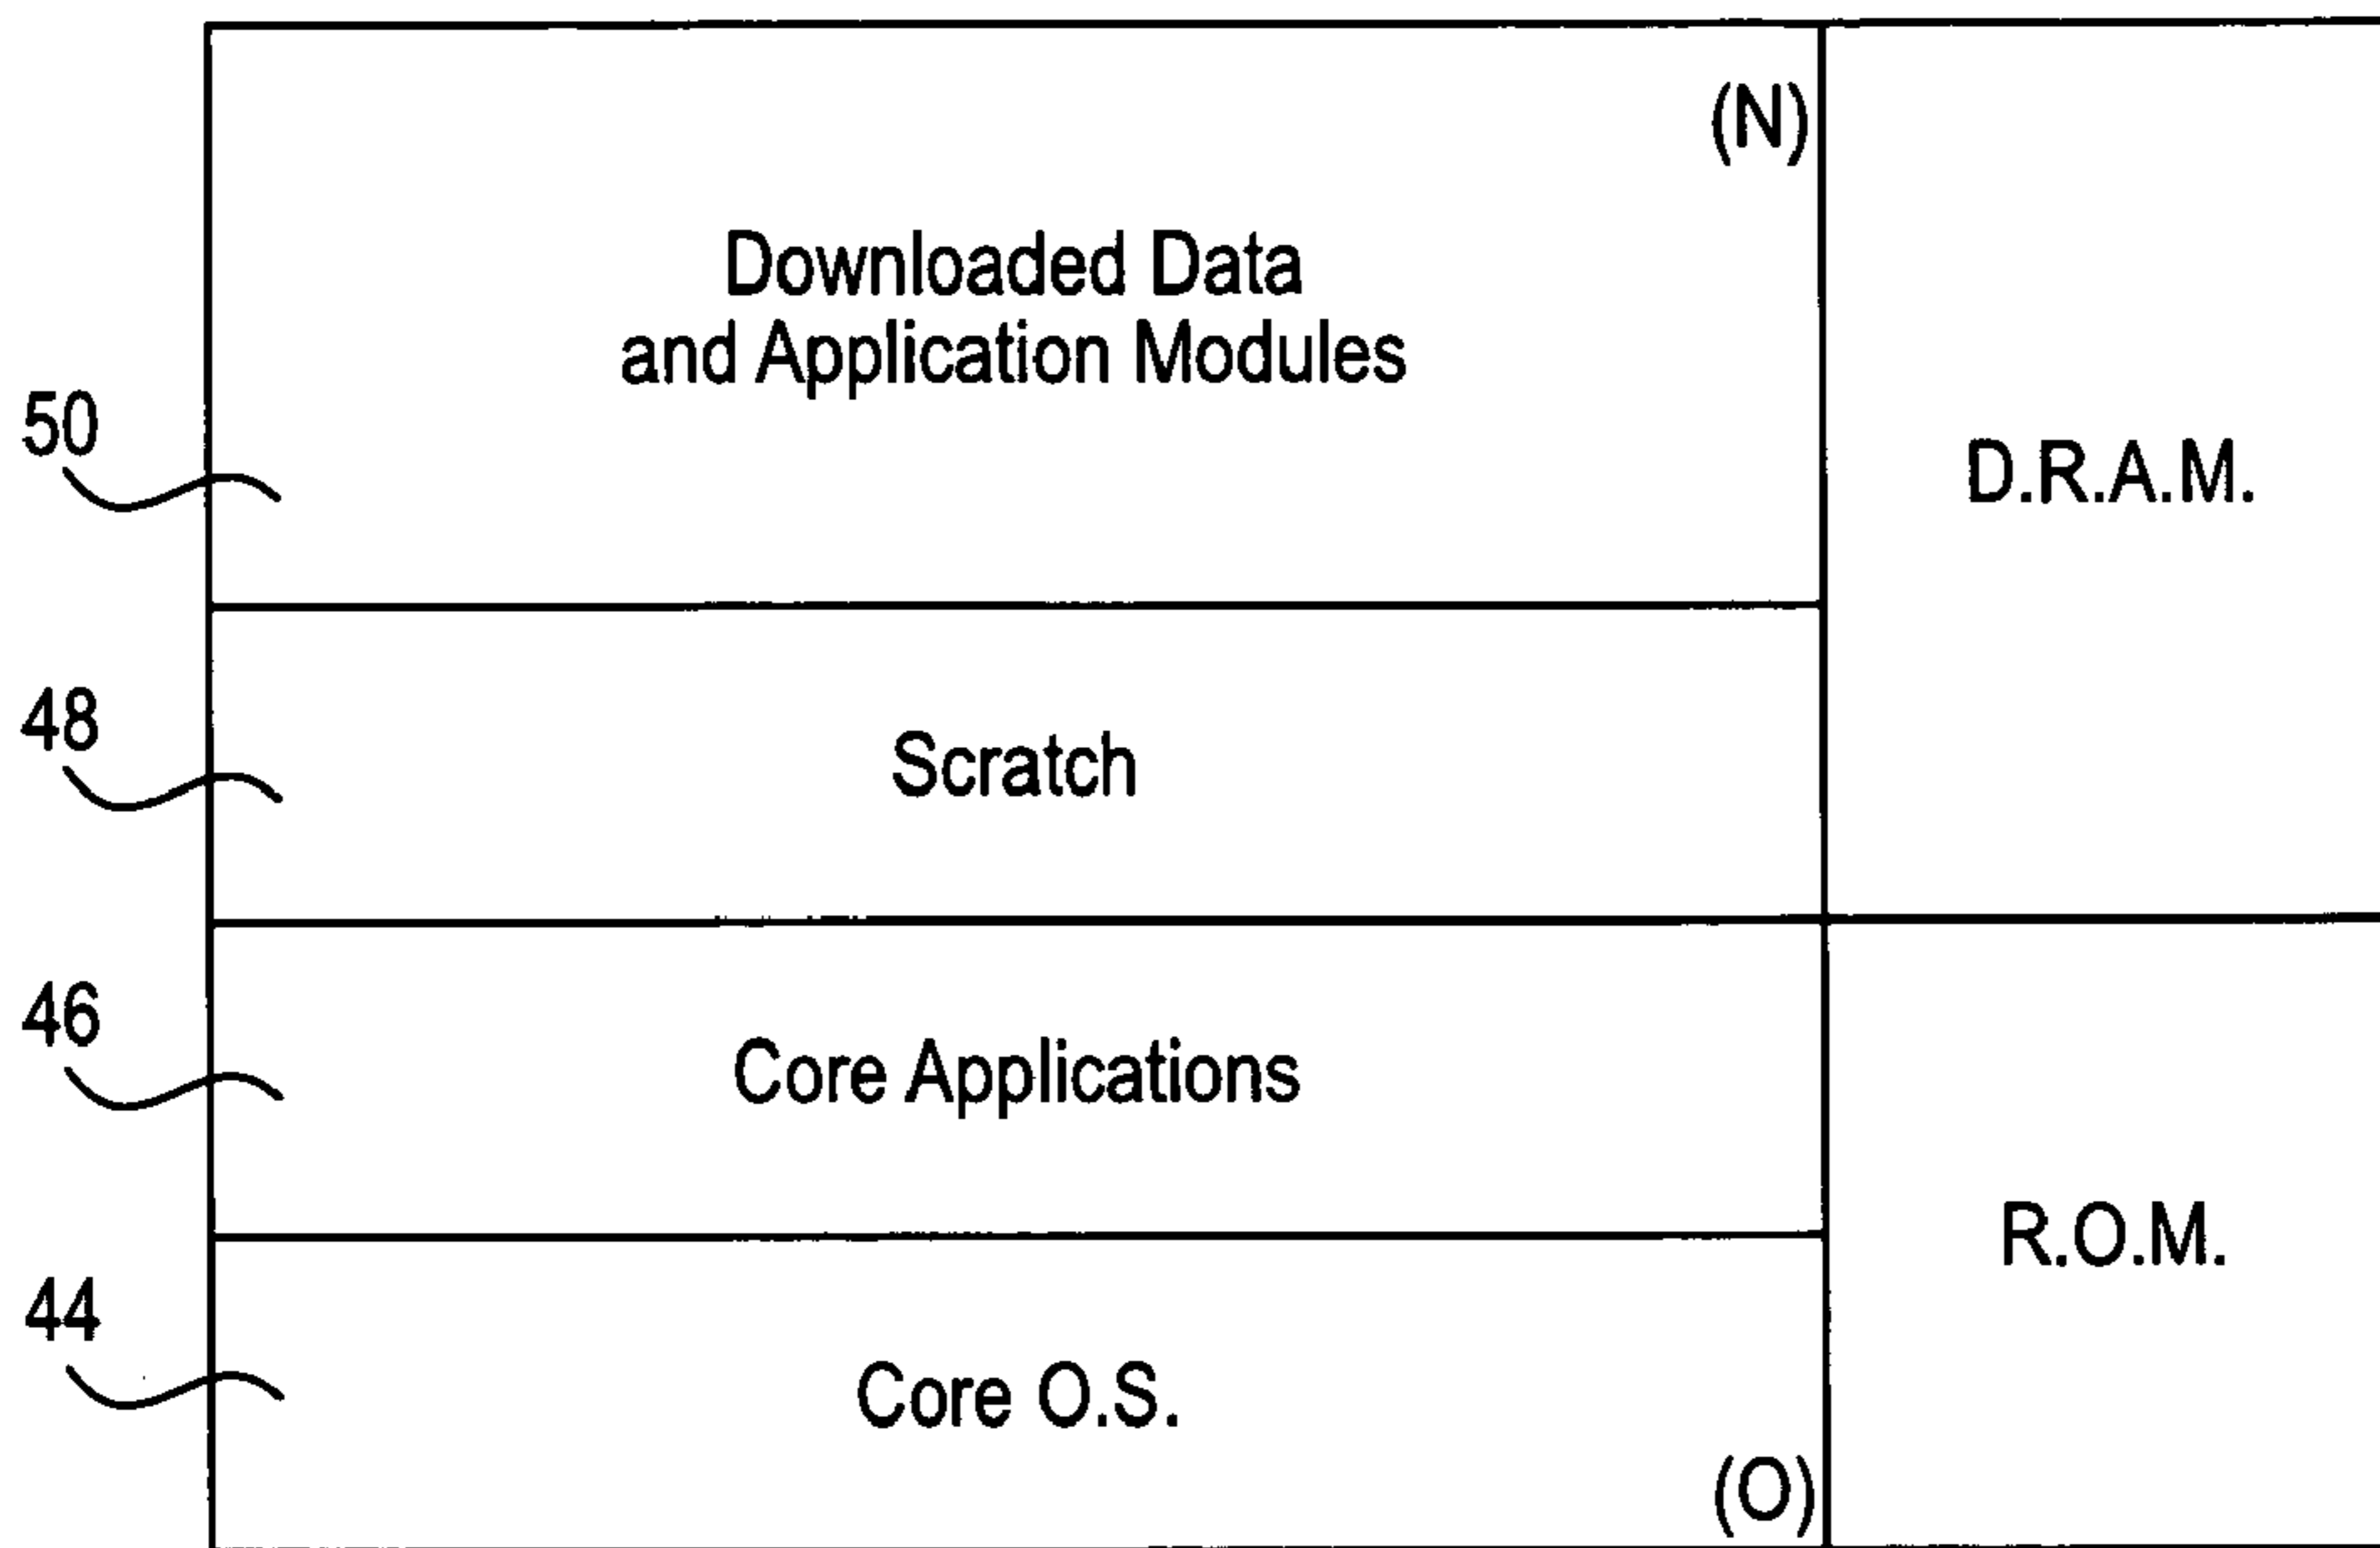 (N)
Downloaded Data
and Application Modules
50
D.R.A.M.
48
Scratch
46
Core Applications
R.O.M.
44
Core O.S.
(O)